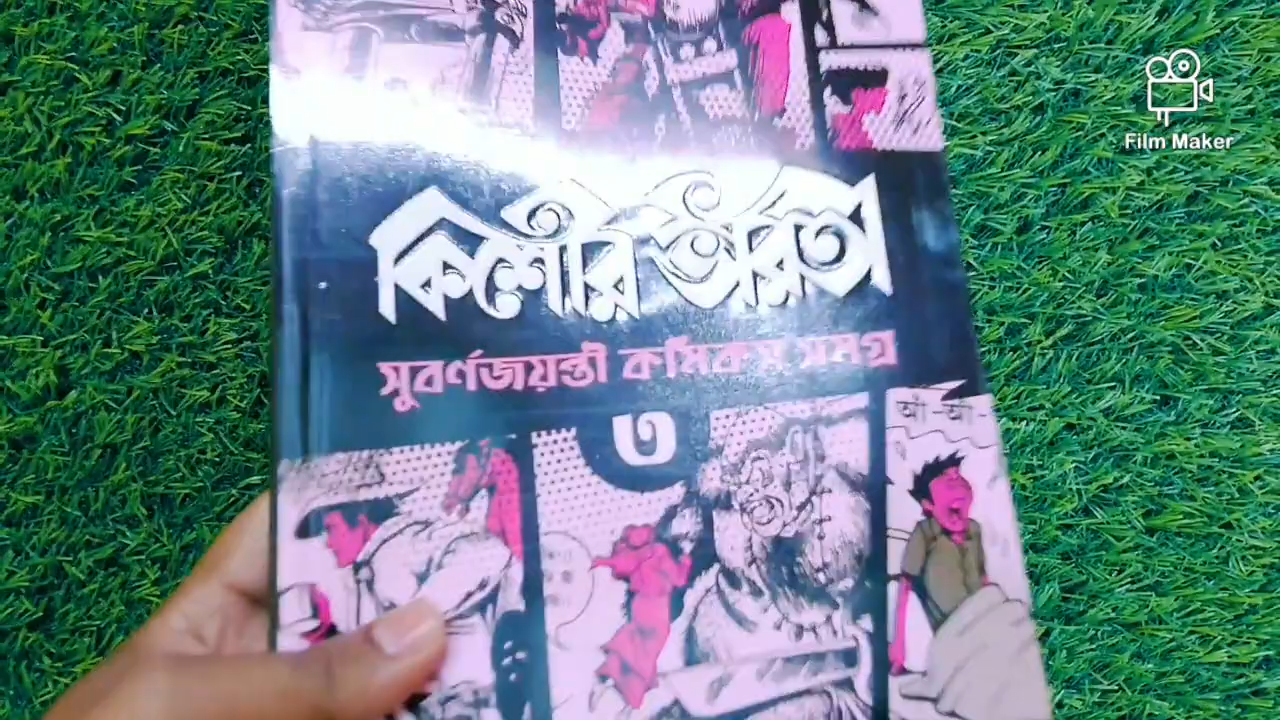 Film Maker
কিশোর ভারতী
সুবর্ণজয়ন্তী কমিকস সমগ্র
৩
আঁ-আঁ-